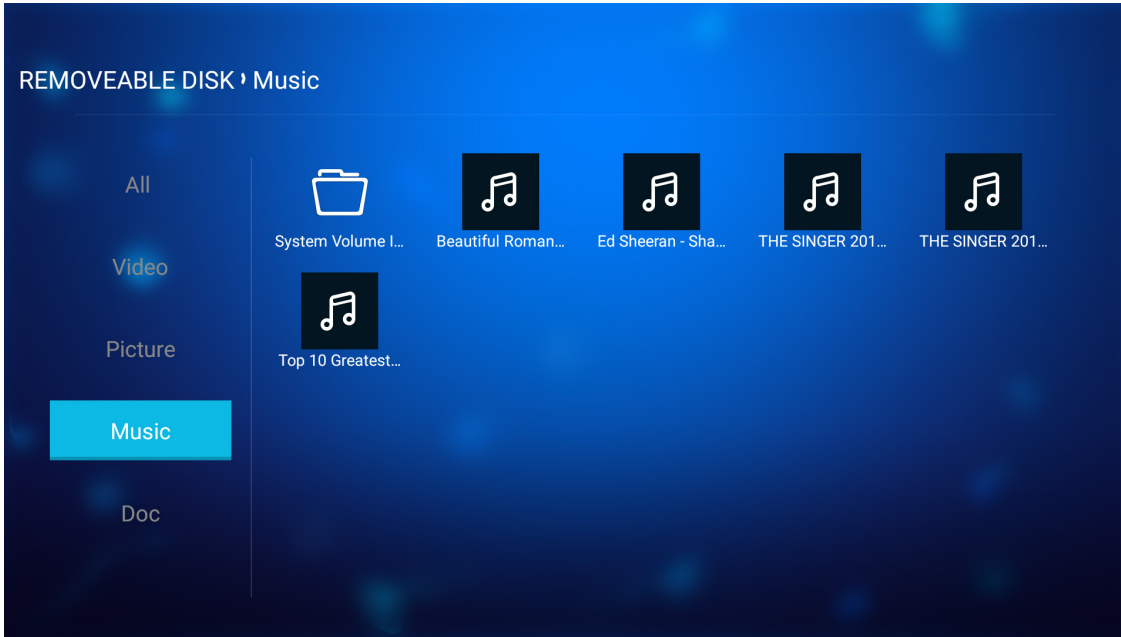 REMOVEABLE DISK › Music
All
Video
Picture
Music
Doc
System Volume I...
Beautiful Roman...
Ed Sheeran - Sha...
THE SINGER 201...
THE SINGER 201...
Top 10 Greatest...